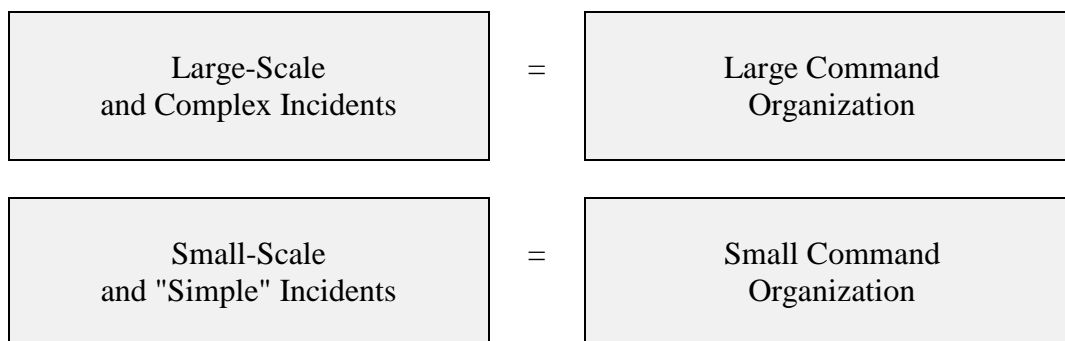 Large-Scale
and Complex Incidents
=
Large Command
Organization
Small-Scale
and "Simple" Incidents
=
Small Command
Organization